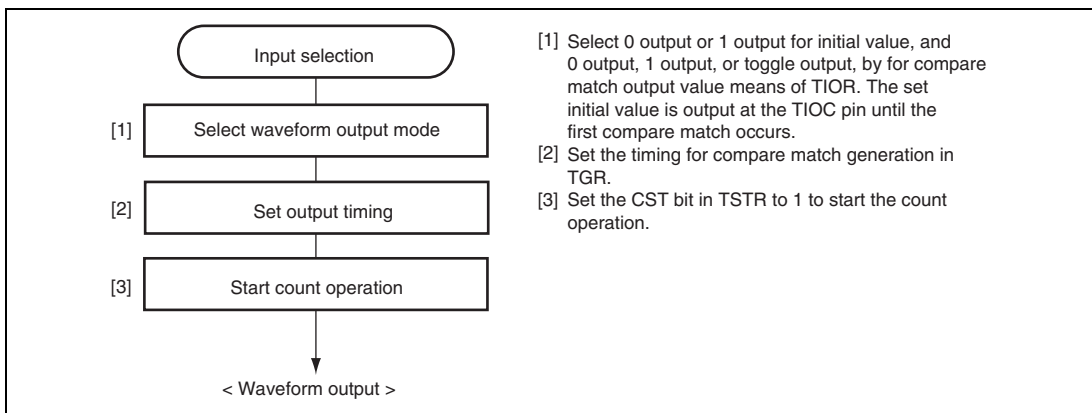 Input selection
[1] Select waveform output mode
[2] Set output timing
[3] Start count operation
< Waveform output >
[1] Select 0 output or 1 output for initial value, and
0 output, 1 output, or toggle output, by for compare
match output value means of TIOR. The set
initial value is output at the TIOC pin until the
first compare match occurs.
[2] Set the timing for compare match generation in
TGR.
[3] Set the CST bit in TSTR to 1 to start the count
operation.